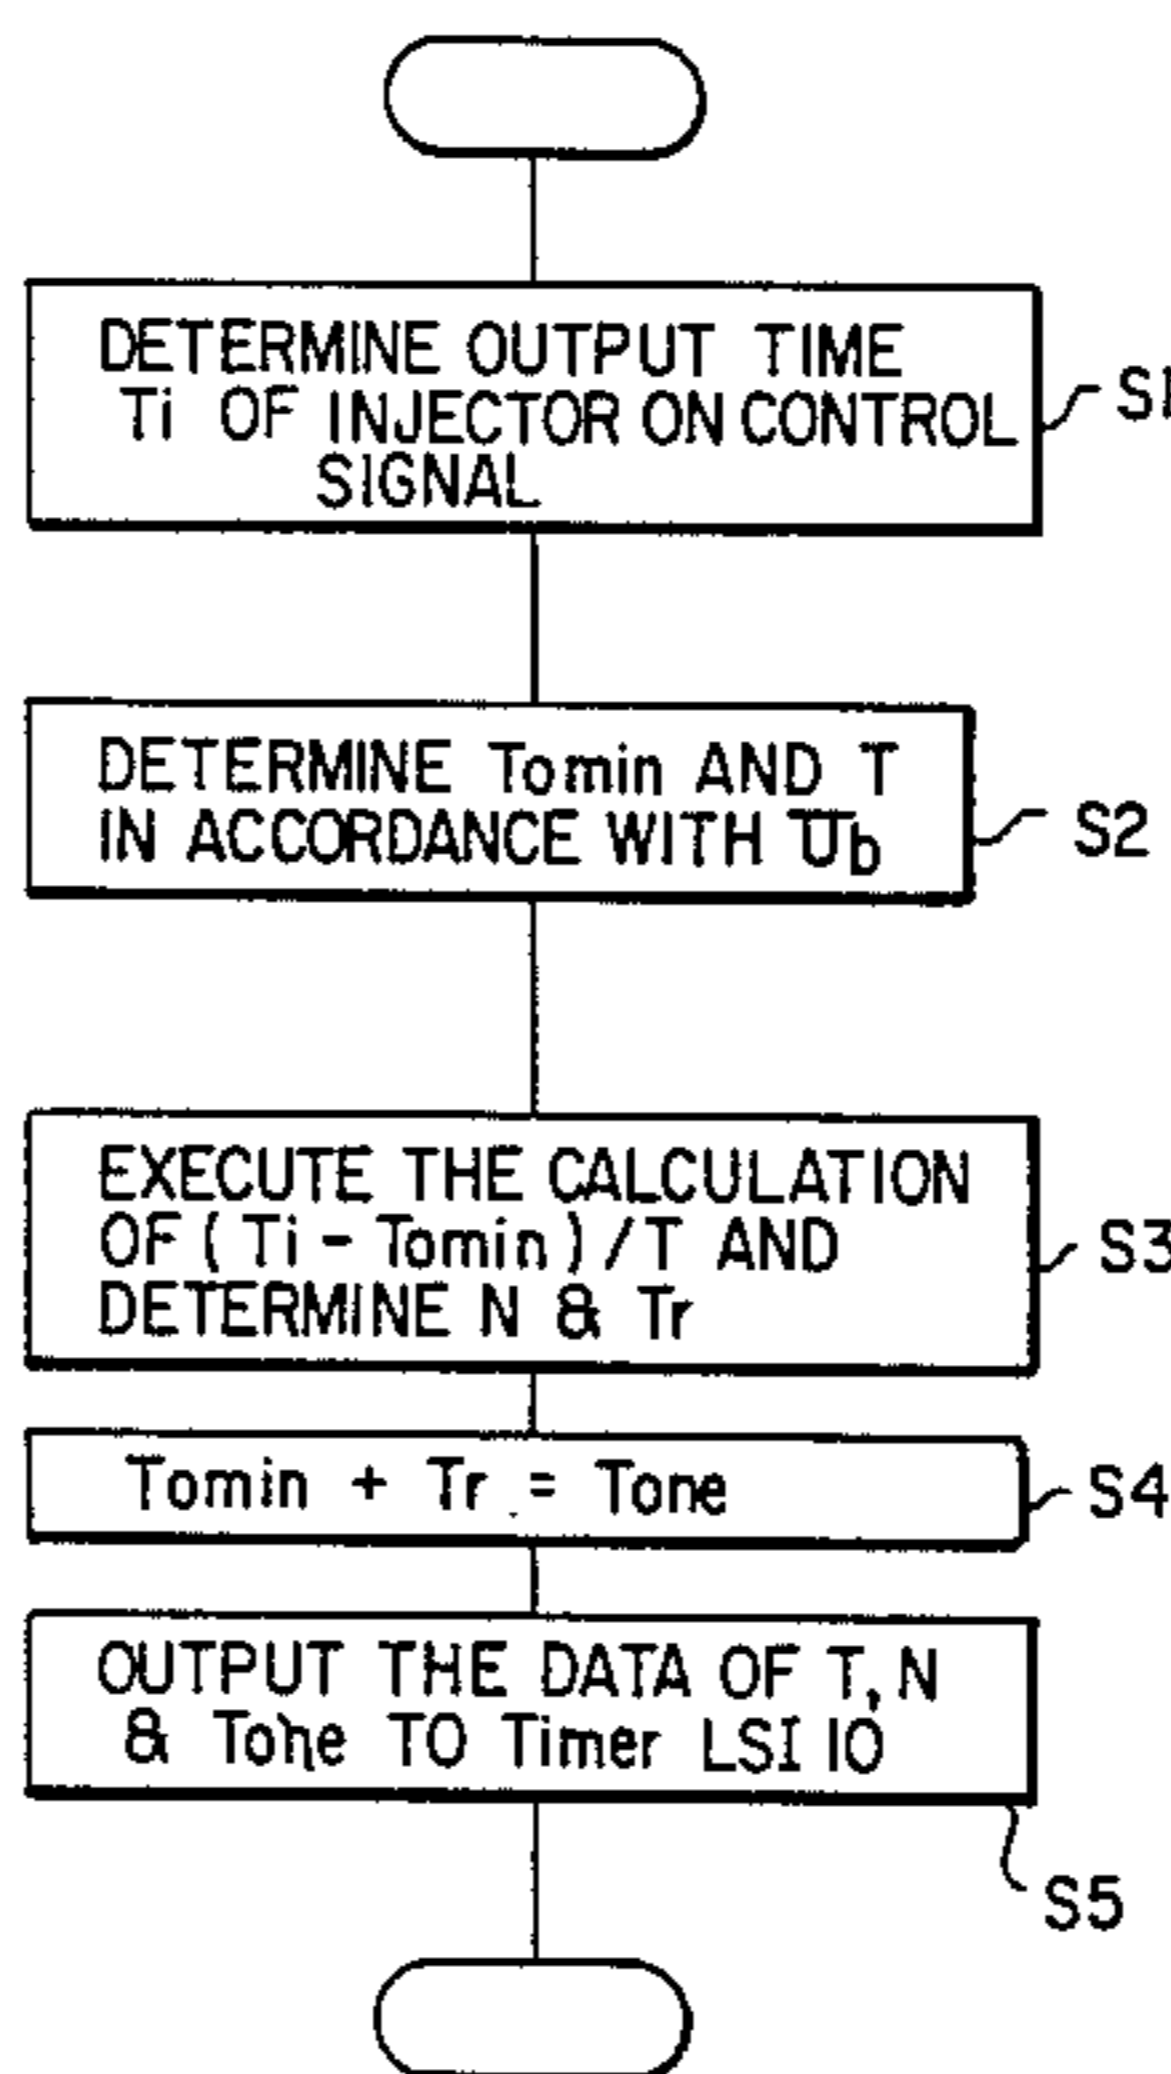 DETERMINE OUTPUT TIME
Ti OF INJECTOR ON CONTROL
SIGNAL
S1
DETERMINE Tomin AND T
IN ACCORDANCE WITH Ub
S2
EXECUTE THE CALCULATION
OF (Ti - Tomin) / T AND
DETERMINE N & Tr
S3
Tomin + Tr = Tone
S4
OUTPUT THE DATA OF T, N
& Tone TO Timer LSI 10
S5